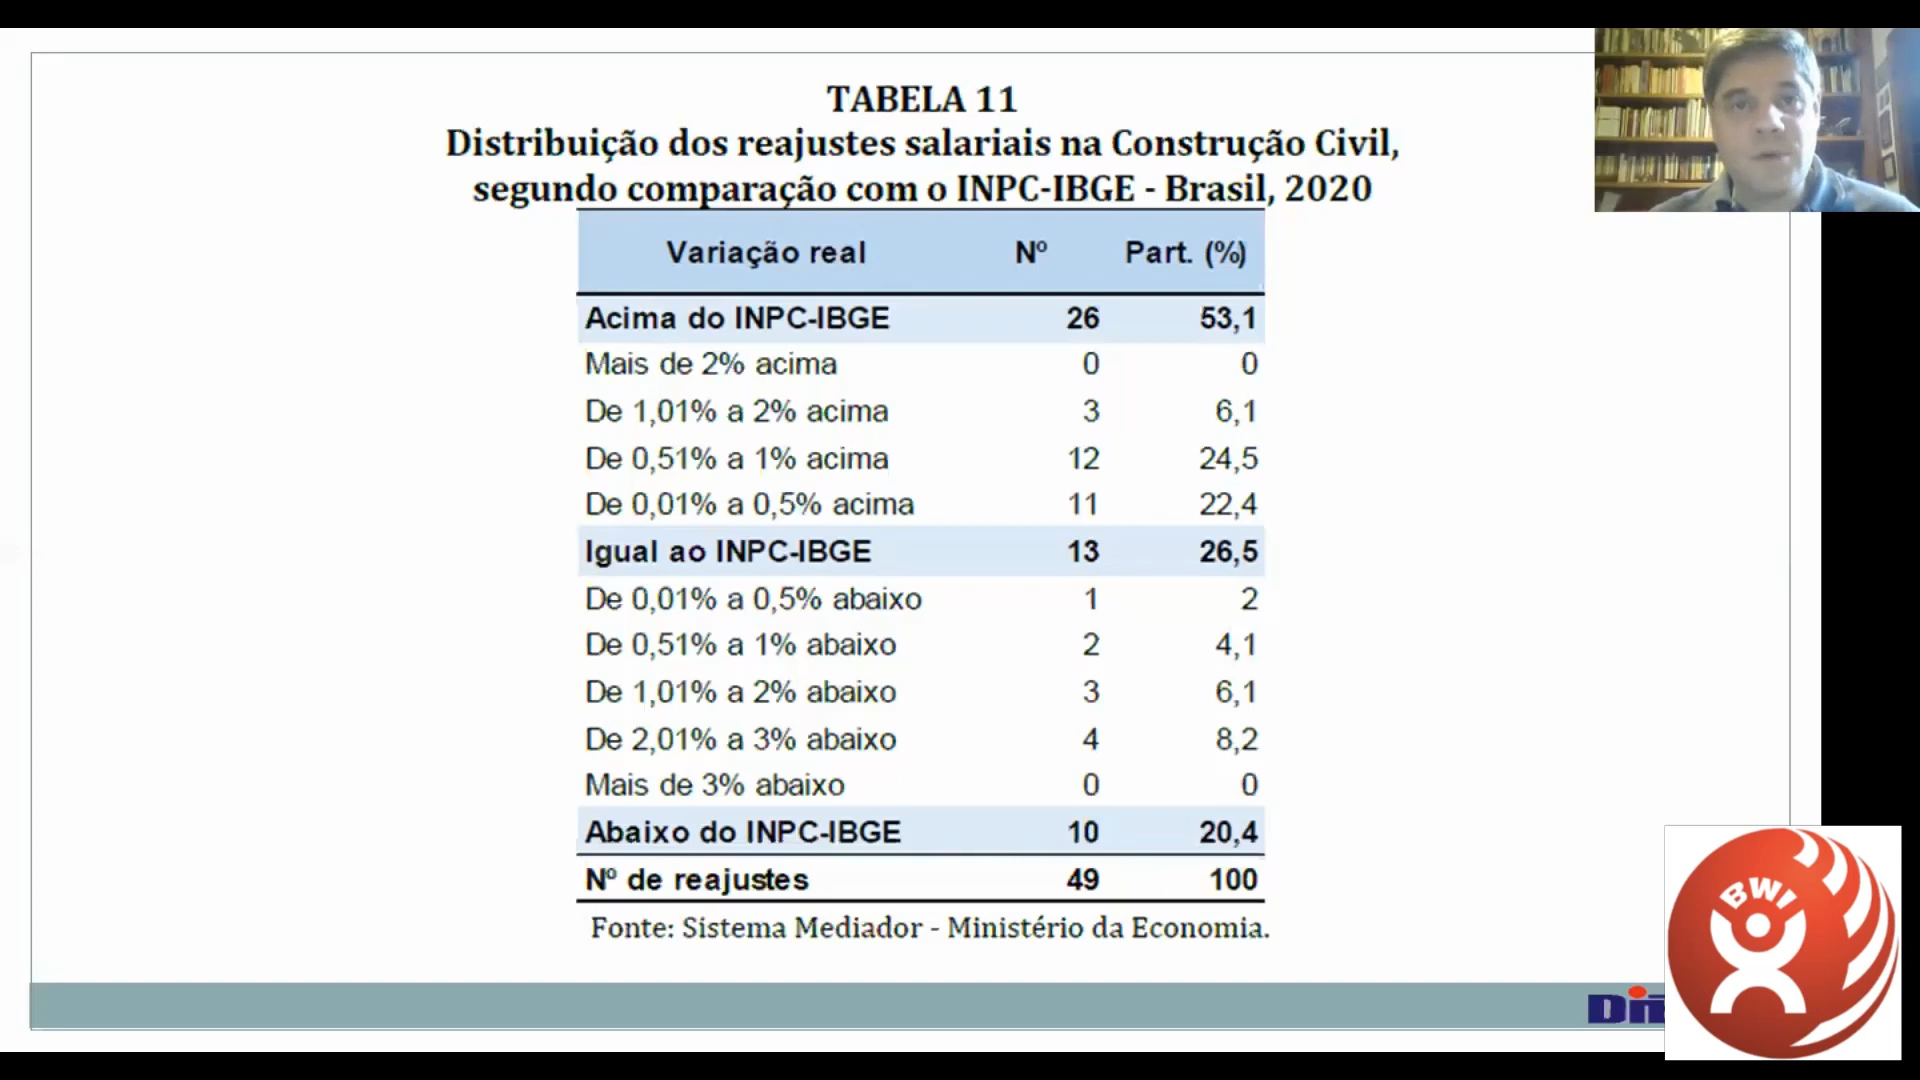 TABELA 11
Distribuição dos reajustes salariais na Construção Civil,
segundo comparação com o INPC-IBGE - Brasil, 2020
Variação real Nº Part. (%)
Acima do INPC-IBGE 26 53,1
Mais de 2% acima 0 0
De 1,01% a 2% acima 3 6,1
De 0,51% a 1% acima 12 24,5
De 0,01% a 0,5% acima 11 22,4
Igual ao INPC-IBGE 13 26,5
De 0,01% a 0,5% abaixo 1 2
De 0,51% a 1% abaixo 2 4,1
De 1,01% a 2% abaixo 3 6,1
De 2,01% a 3% abaixo 4 8,2
Mais de 3% abaixo 0 0
Abaixo do INPC-IBGE 10 20,4
Nº de reajustes 49 100
Fonte: Sistema Mediador - Ministério da Economia.
BWI